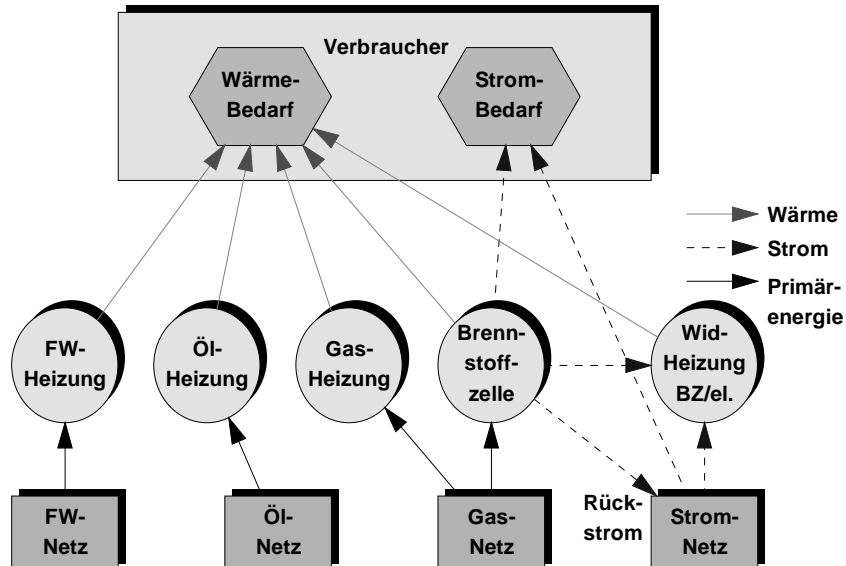 Verbraucher
Wärme-
Bedarf
Strom-
Bedarf
Wärme
Strom
Primär-
energie
FW-
Heizung
Öl-
Heizung
Gas-
Heizung
Brenn-
stoff-
zelle
Wid-
Heizung
BZ/el.
Rück-
strom
FW-
Netz
Öl-
Netz
Gas-
Netz
Strom-
Netz